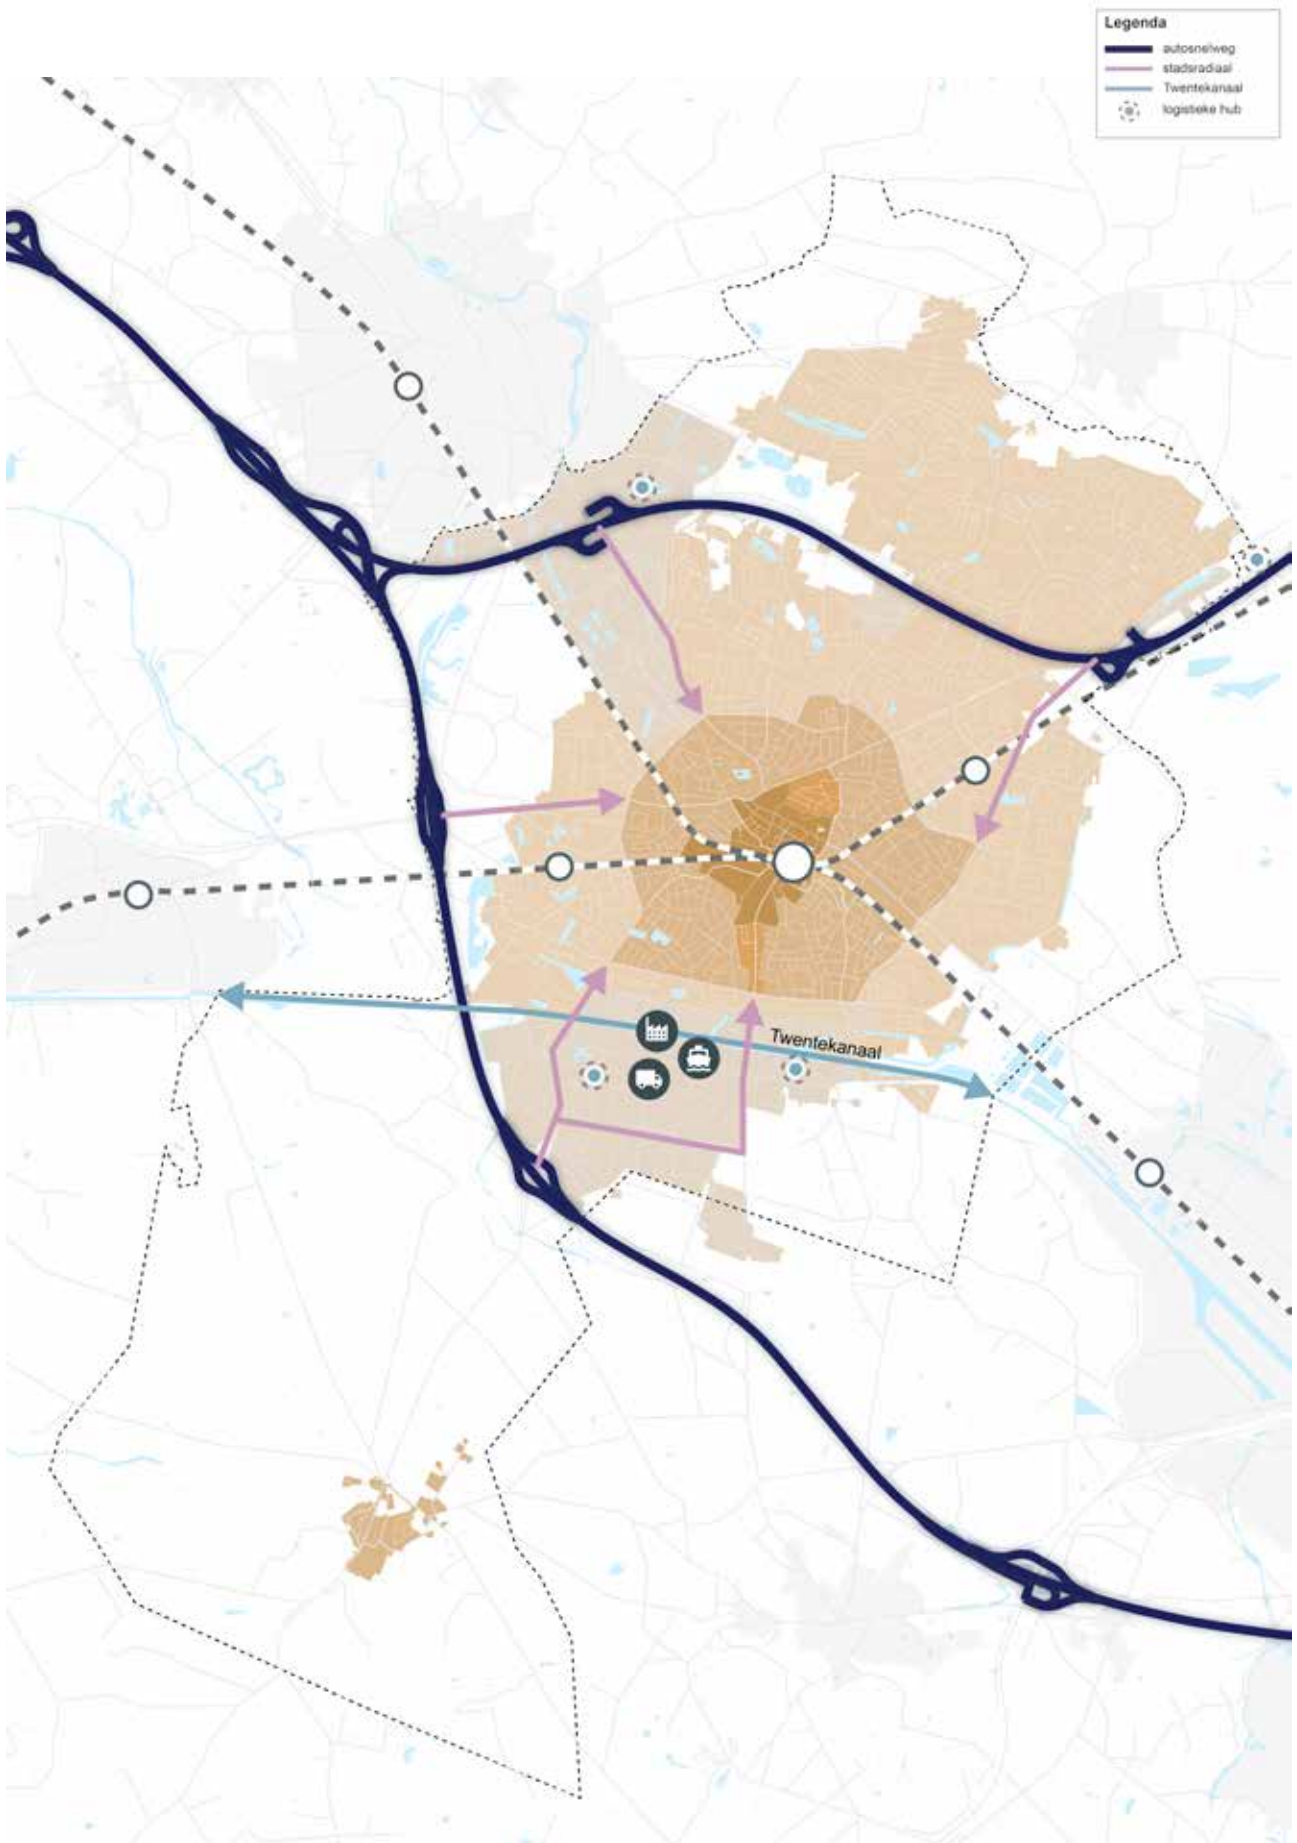 Legenda
autosnelweg
stadsradiaal
Twentekanaal
logistieke hub
Twentekanaal